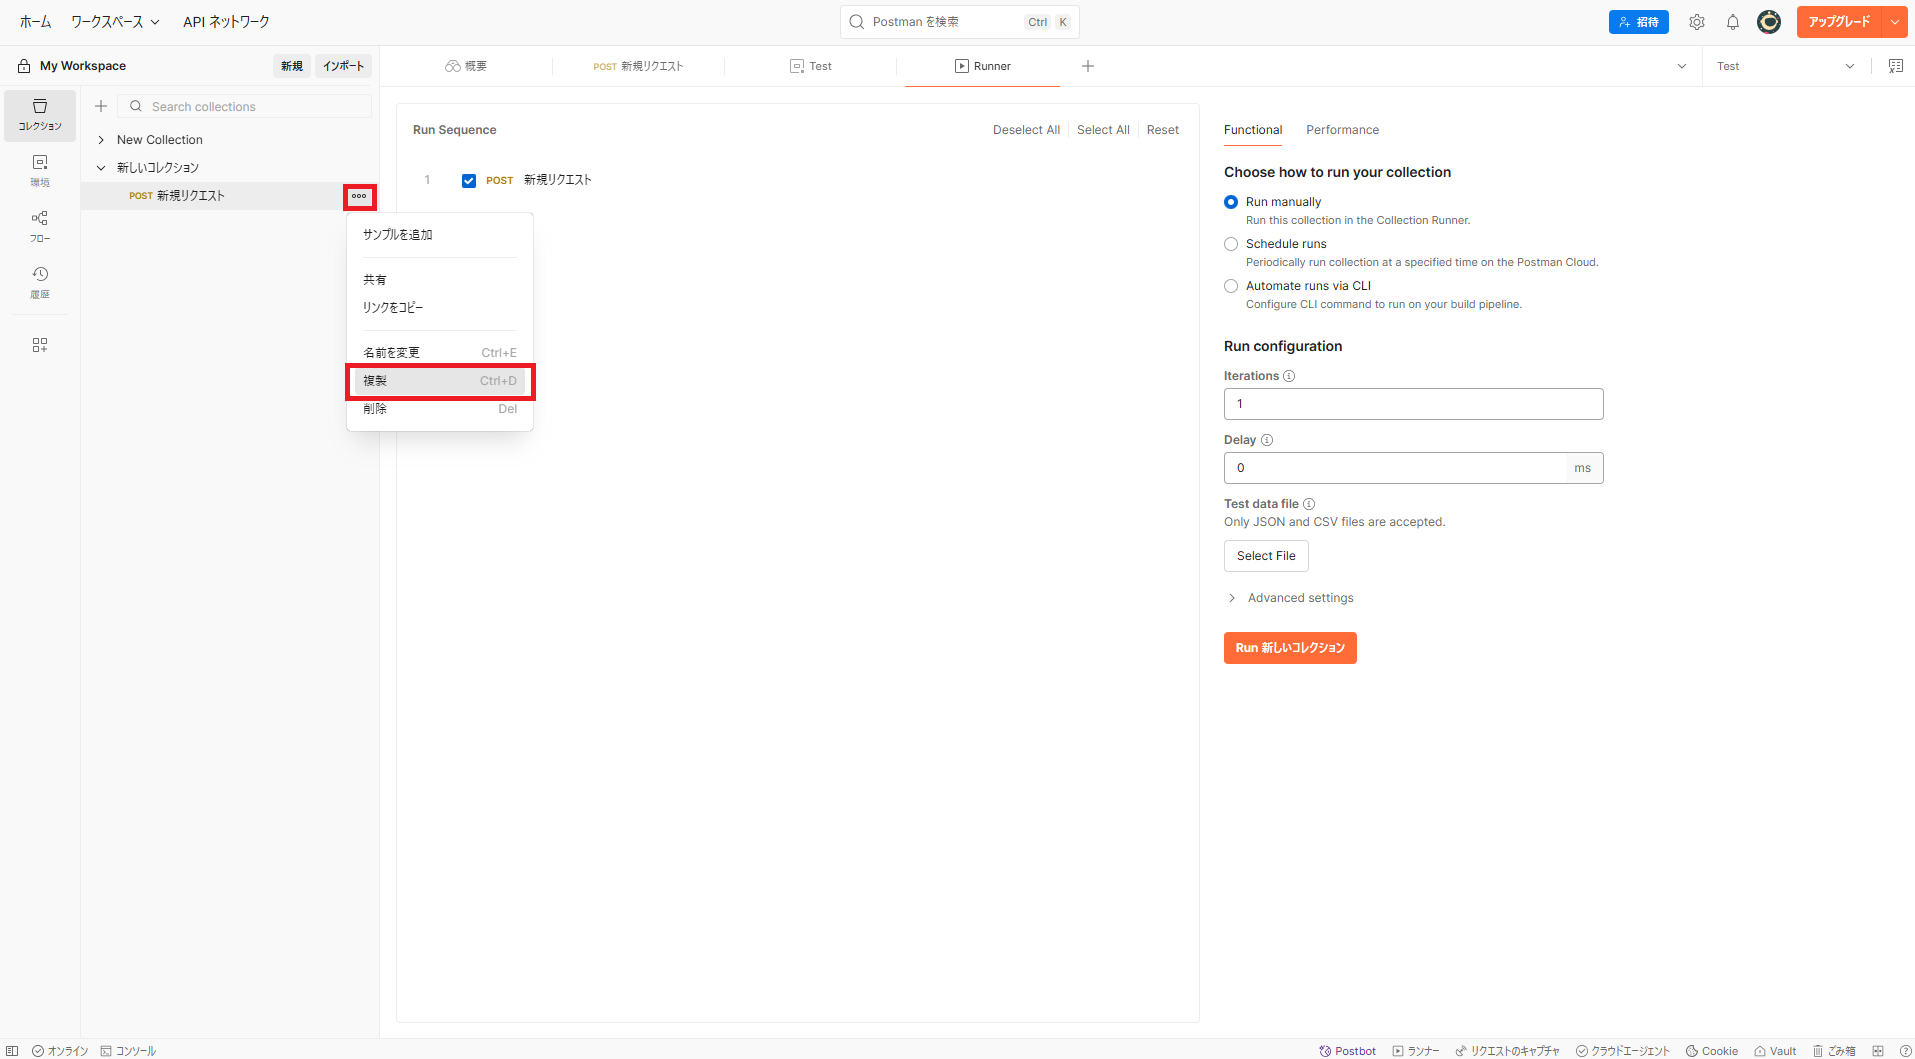 ホーム ワークスペース API ネットワーク Postman を検索 Ctrl K 招待 アップグレード
My Workspace 新規 インポート 概要 POST 新規リクエスト Test Runner Test
コレクション
環境
フロー
履歴
Search collections
New Collection
新しいコレクション
POST 新規リクエスト
サンプルを追加
共有
リンクをコピー
名前を変更 Ctrl+E
複製 Ctrl+D
削除 Del
Run Sequence Deselect All Select All Reset
1 POST 新規リクエスト
Functional Performance
Choose how to run your collection
Run manually
Run this collection in the Collection Runner.
Schedule runs
Periodically run collection at a specified time on the Postman Cloud.
Automate runs via CLI
Configure CLI command to run on your build pipeline.
Run configuration
Iterations
1
Delay
0 ms
Test data file
Only JSON and CSV files are accepted.
Select File
Advanced settings
Run 新しいコレクション
オンライン コンソール Postbot ランナー リクエストのキャプチャ クラウドエージェント Cookie Vault ごみ箱